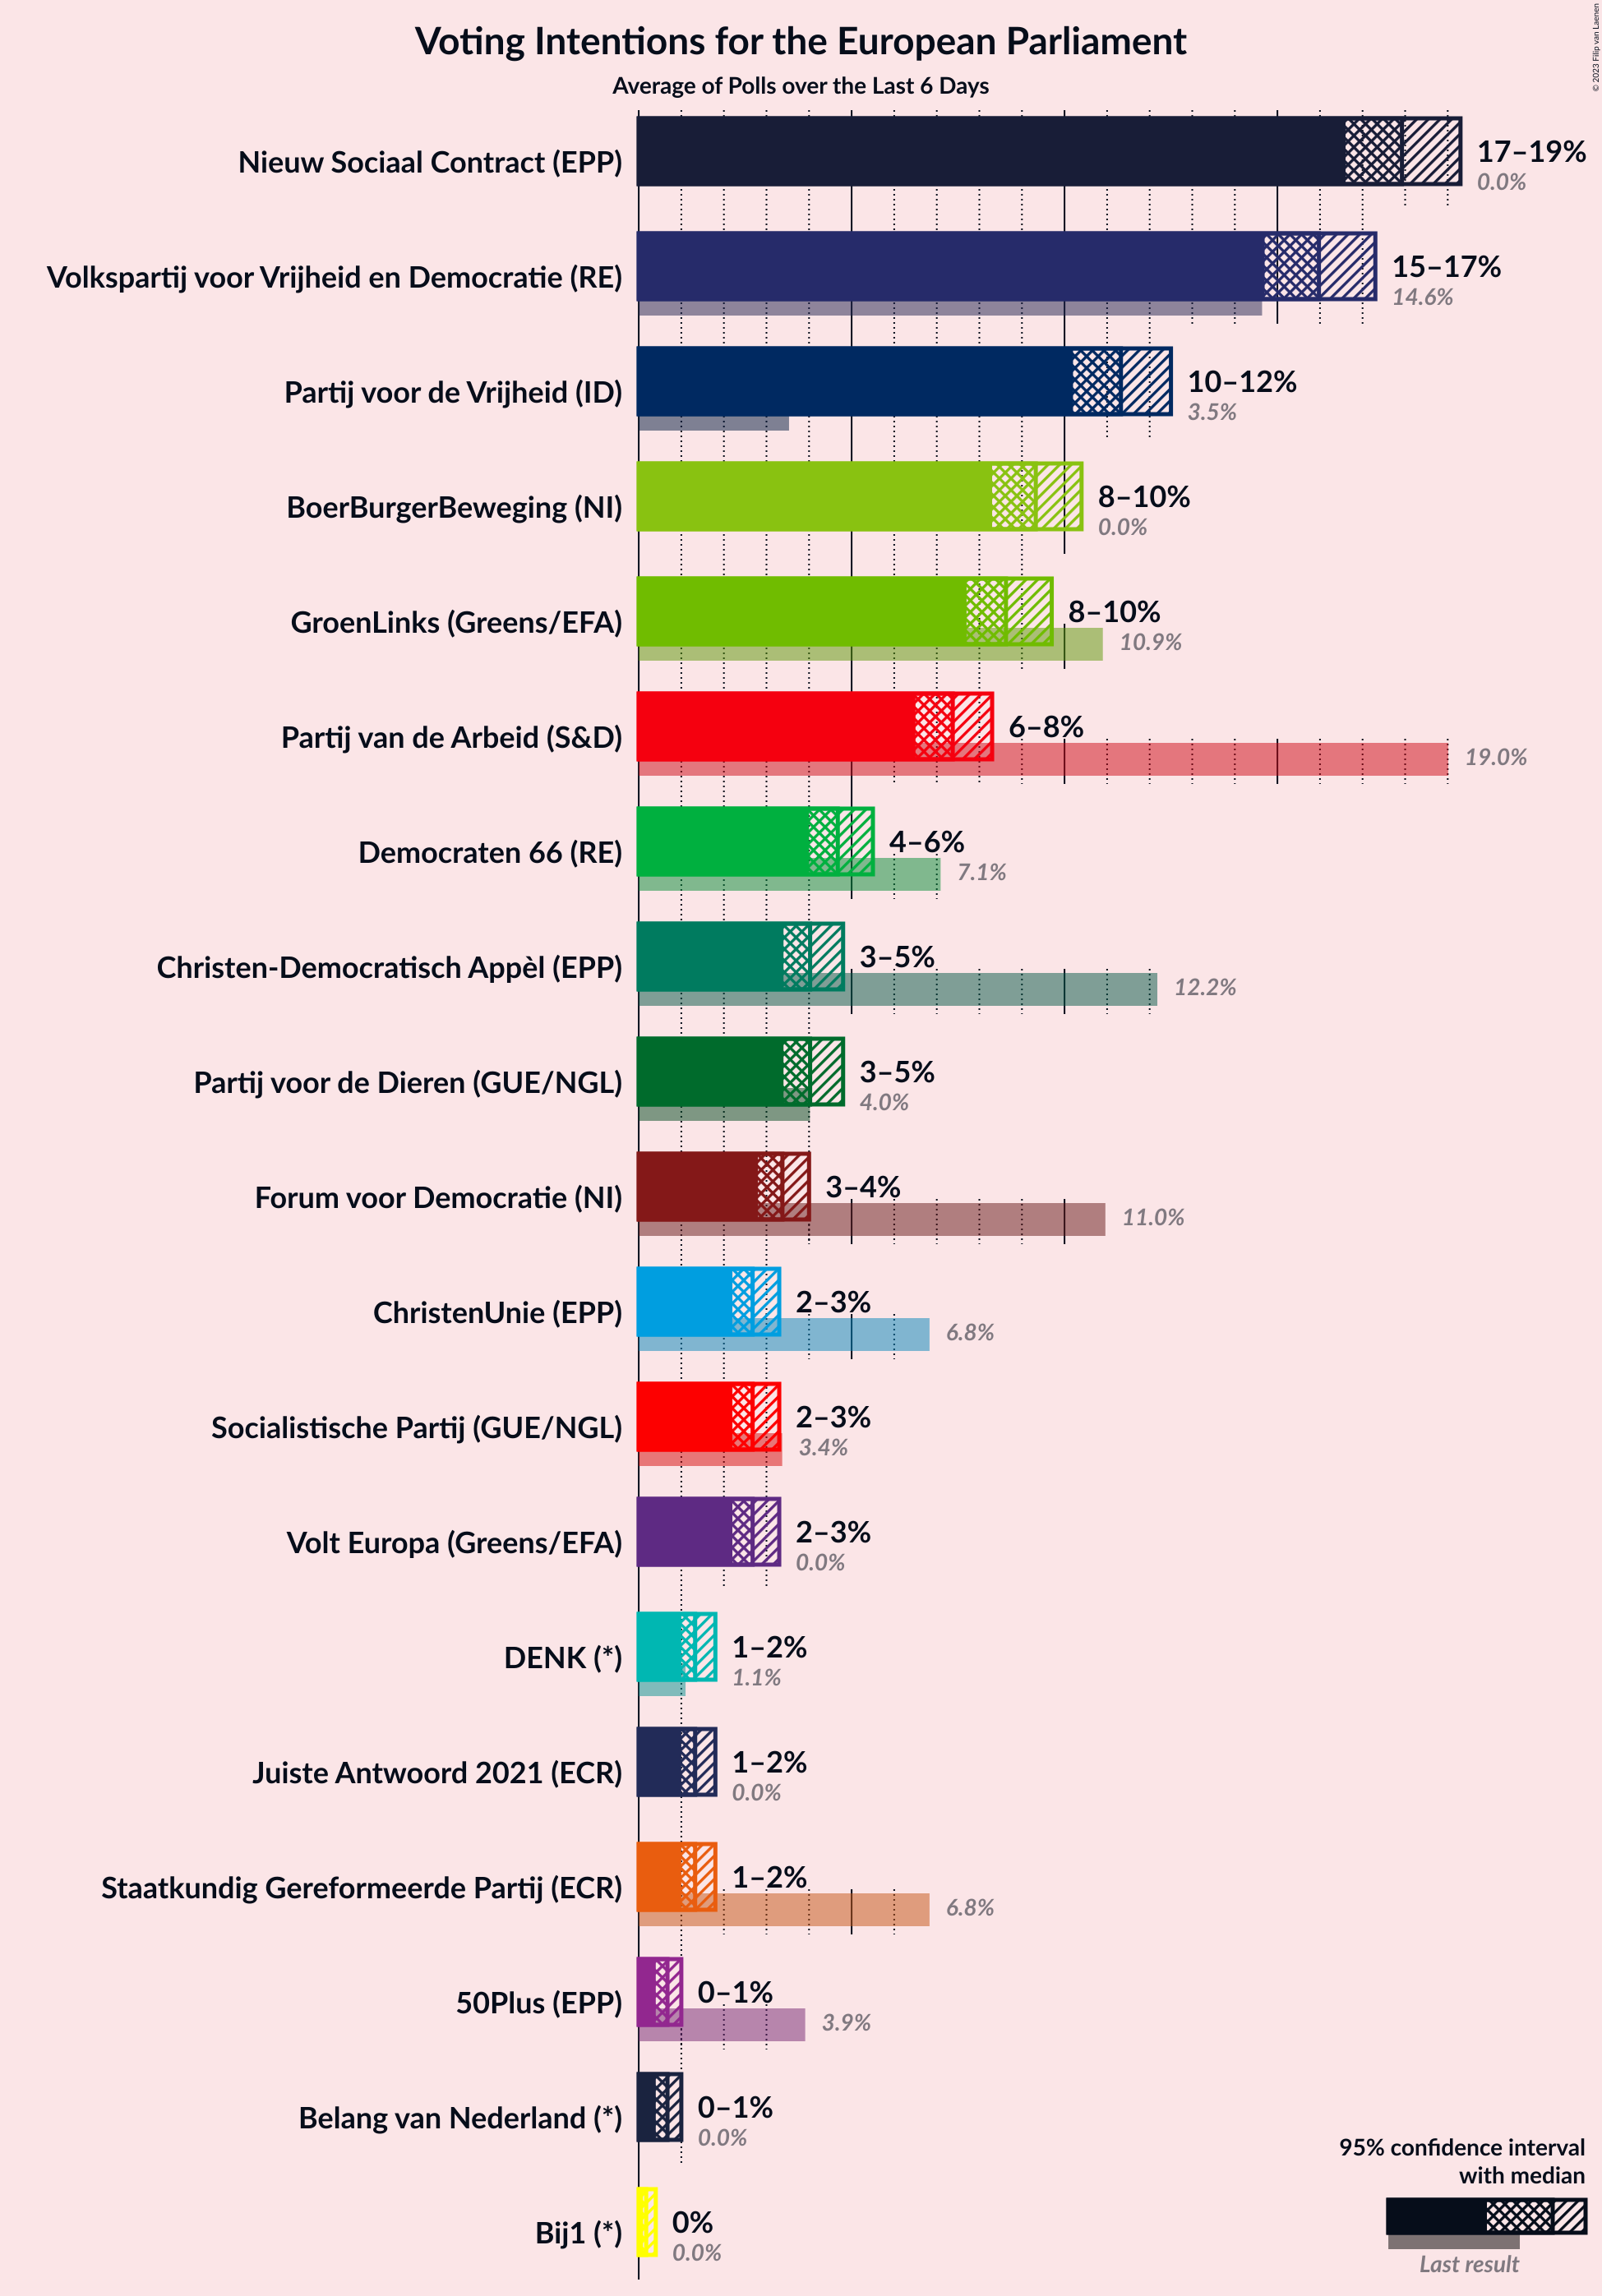 Voting Intentions for the European Parliament
Average of Polls over the Last 6 Days
© 2023 Filip van Laenen
Nieuw Sociaal Contract (EPP)
17–19%
0.0%
Volkspartij voor Vrijheid en Democratie (RE)
15–17%
14.6%
Partij voor de Vrijheid (ID)
10–12%
3.5%
BoerBurgerBeweging (NI)
8–10%
0.0%
GroenLinks (Greens/EFA)
8–10%
10.9%
Partij van de Arbeid (S&D)
6–8%
19.0%
Democraten 66 (RE)
4–6%
7.1%
Christen-Democratisch Appèl (EPP)
3–5%
12.2%
Partij voor de Dieren (GUE/NGL)
3–5%
4.0%
Forum voor Democratie (NI)
3–4%
11.0%
ChristenUnie (EPP)
2–3%
6.8%
Socialistische Partij (GUE/NGL)
2–3%
3.4%
Volt Europa (Greens/EFA)
2–3%
0.0%
DENK (*)
1–2%
1.1%
Juiste Antwoord 2021 (ECR)
1–2%
0.0%
Staatkundig Gereformeerde Partij (ECR)
1–2%
6.8%
50Plus (EPP)
0–1%
3.9%
Belang van Nederland (*)
0–1%
0.0%
Bij1 (*)
0%
0.0%
95% confidence interval
with median
Last result